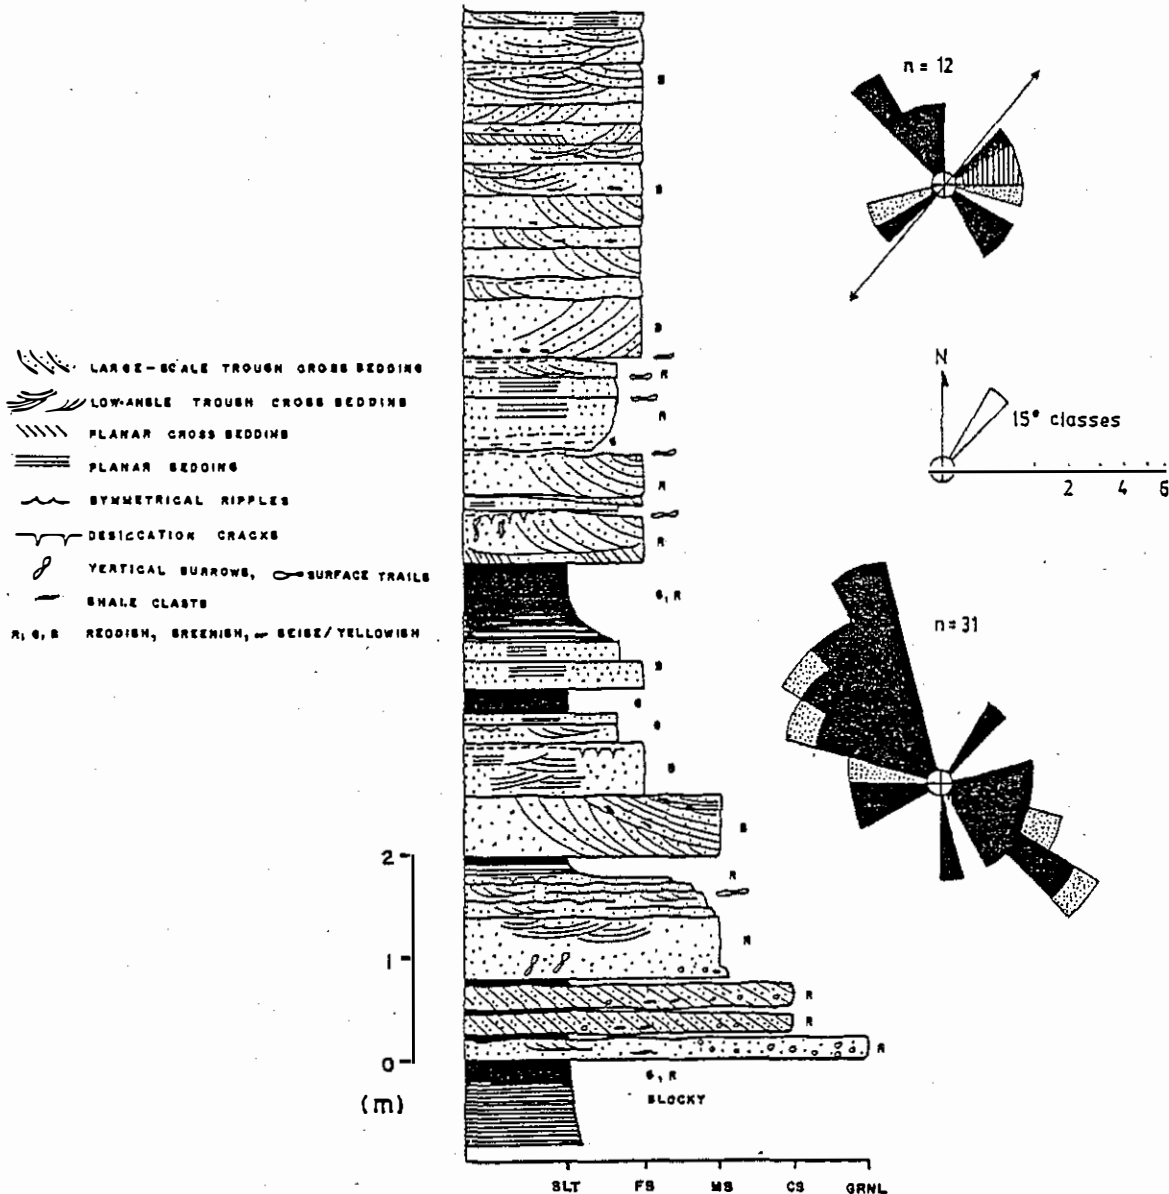 n = 12
B
B
B
R
R
G
R
R
N
15° classes
2 4 6
LARGE-SCALE TROUGH CROSS BEDDING
LOW-ANGLE TROUGH CROSS BEDDING
PLANAR CROSS BEDDING
PLANAR BEDDING
SYMMETRICAL RIPPLES
DESICCATION CRACKS
VERTICAL BURROWS, SURFACE TRAILS
SHALE CLASTS
R, G, B REDDISH, GREENISH, or BEIGE/YELLOWISH
G, R
n = 31
B
G
G
B
B
2
R
R
1
R
R
R
0
G, R
BLOCKY
(m)
SLT FS MS CS GRNL